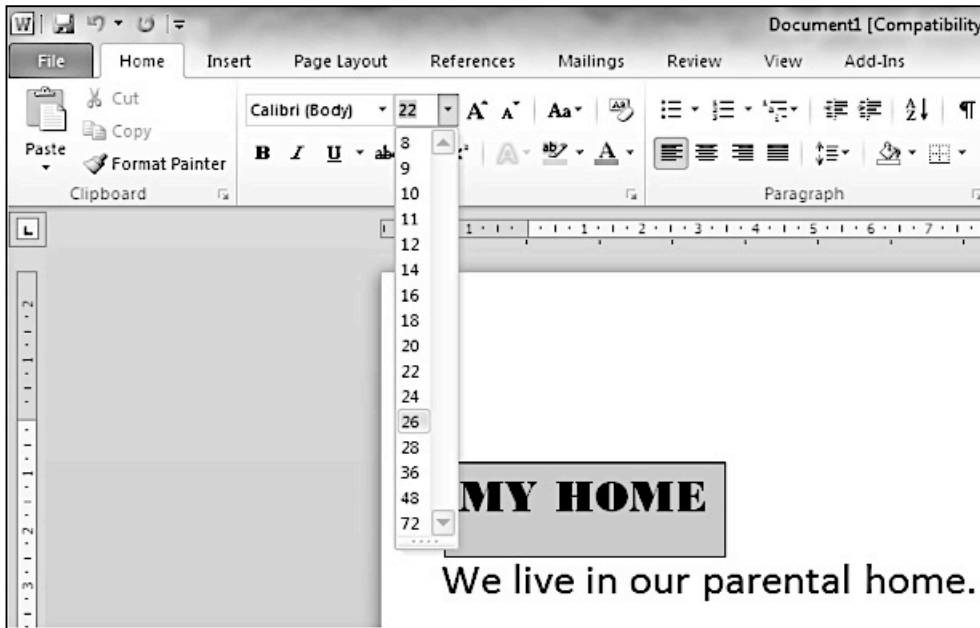 Document1 [Compatibility
File Home Insert Page Layout References Mailings Review View Add-Ins
Cut
Copy
Paste
Format Painter
Clipboard
Calibri (Body) 22
B I U abc
Paragraph
8
9
10
11
12
14
16
18
20
22
24
26
28
36
48
72
MY HOME
We live in our parental home.